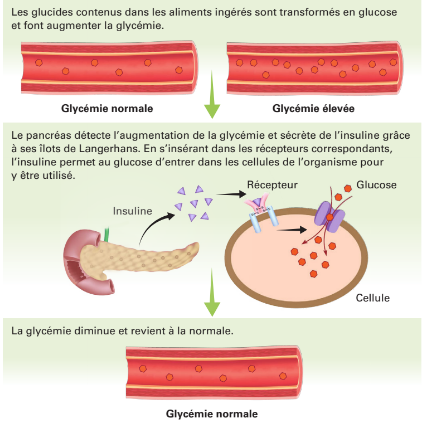 Les glucides contenus dans les aliments ingérés sont transformés en glucose
et font augmenter la glycémie.
Glycémie normale
Glycémie élevée
Le pancréas détecte l'augmentation de la glycémie et sécrète de l'insuline grâce
à ses îlots de Langerhans. En s'insérant dans les récepteurs correspondants,
l'insuline permet au glucose d'entrer dans les cellules de l'organisme pour
y être utilisé.
Récepteur
Glucose
Insuline
Cellule
La glycémie diminue et revient à la normale.
Glycémie normale